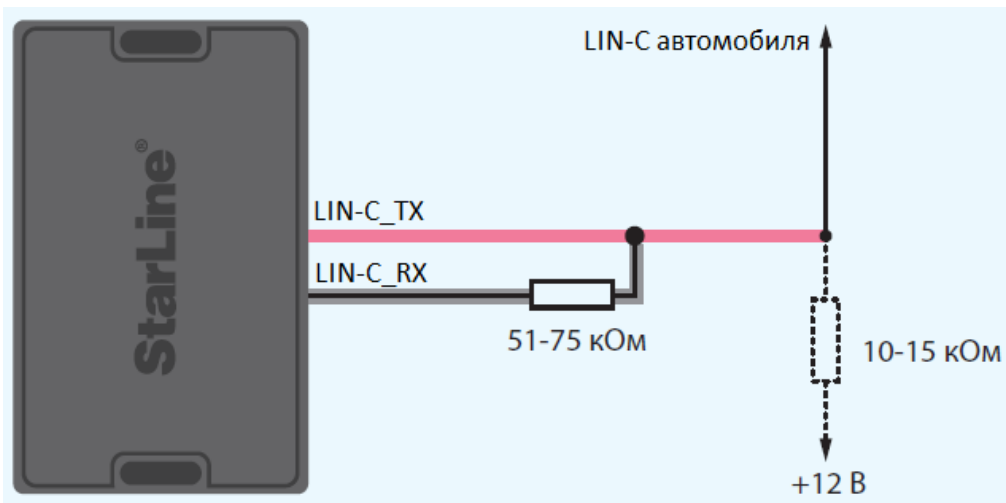 LIN-C автомобиля
StarLine®
LIN-C_TX
LIN-C_RX
51-75 кОм
10-15 кОм
+12 В